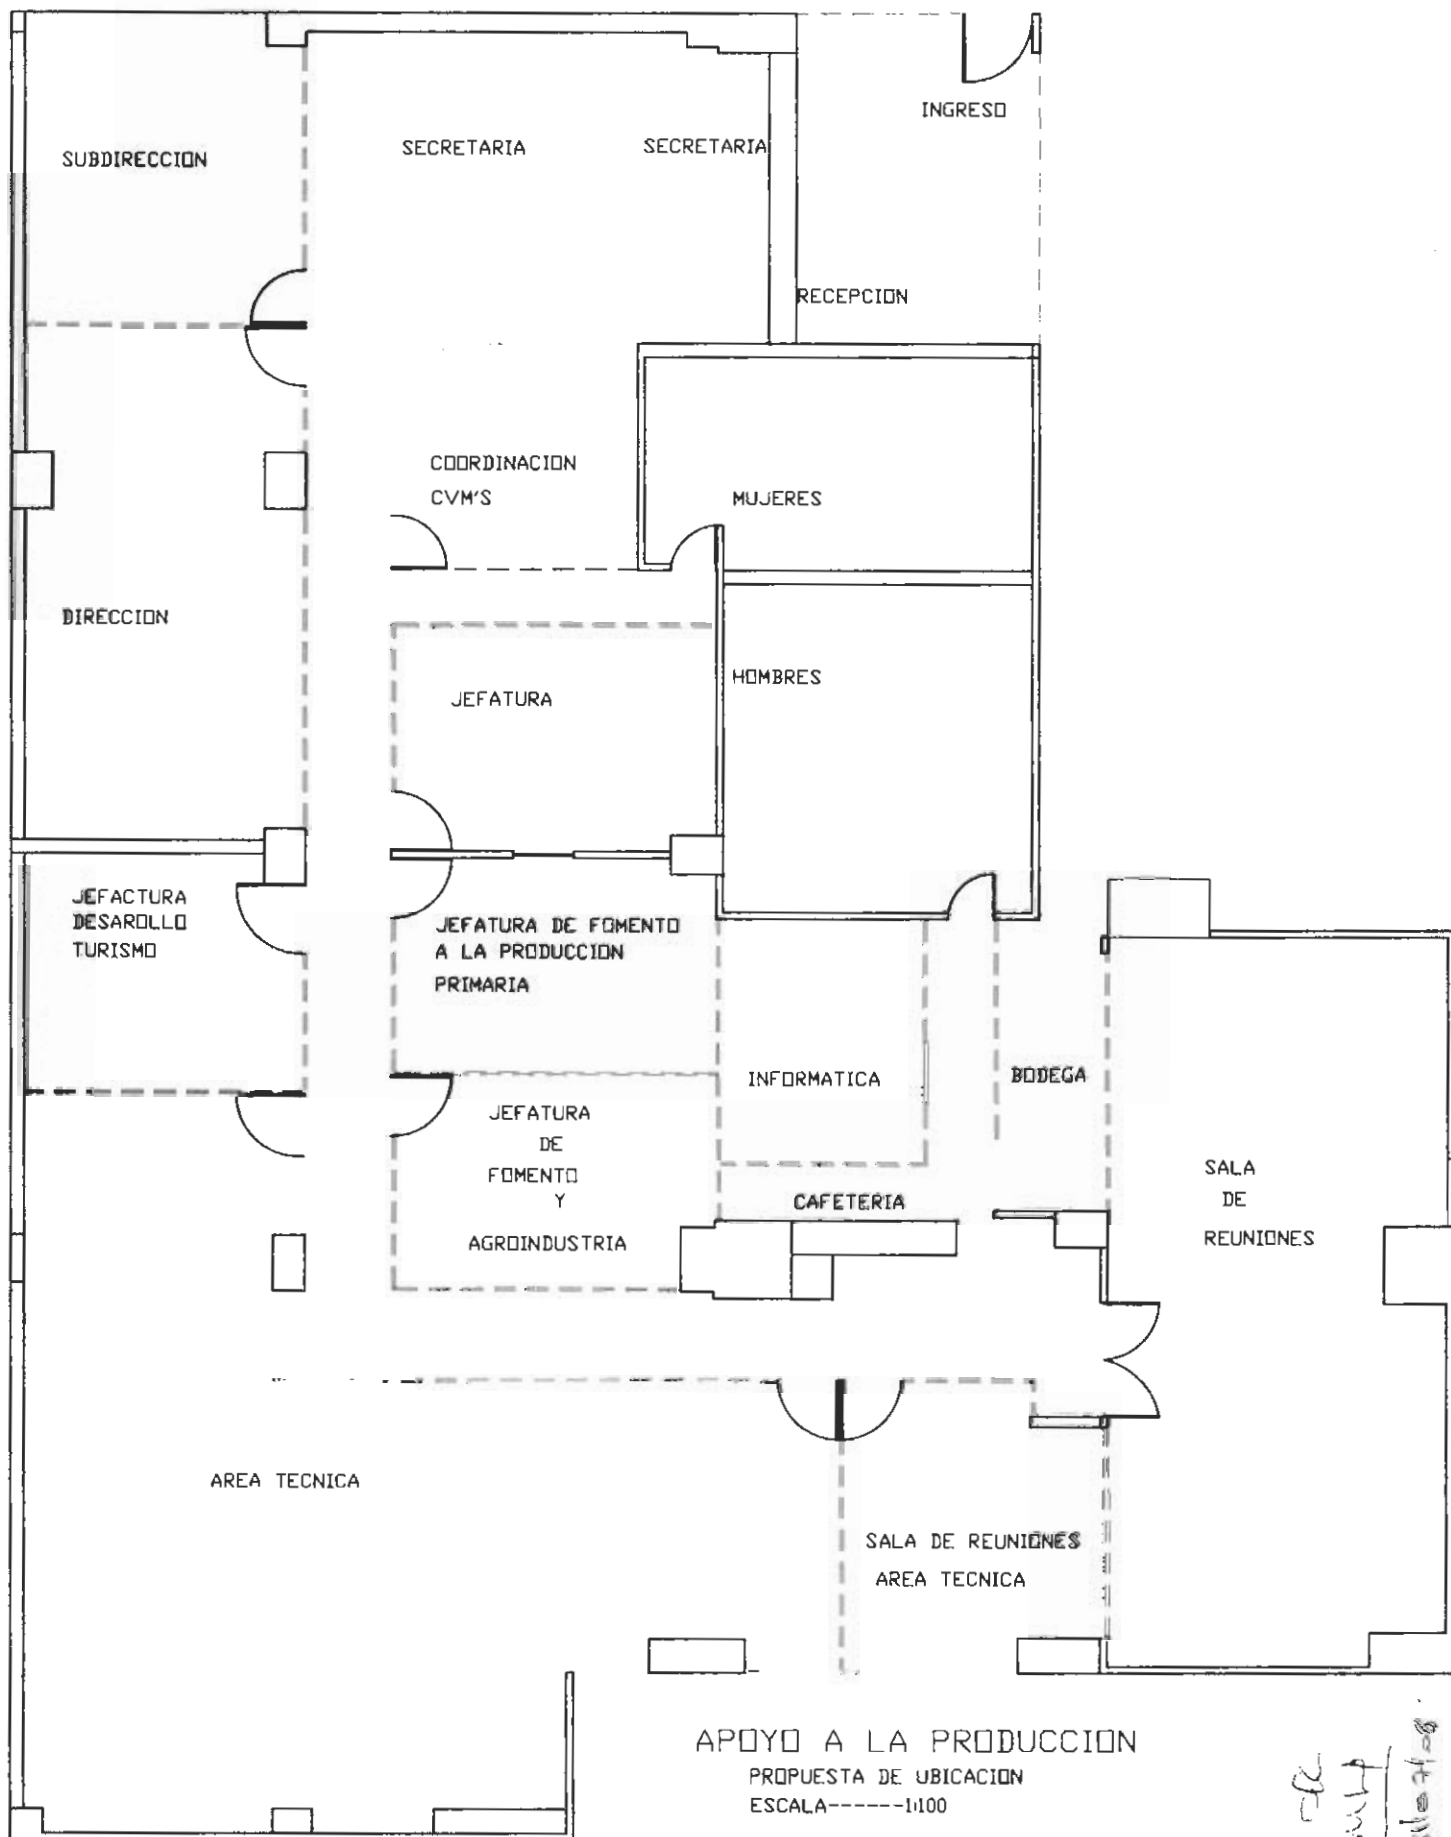 INGRESO
SUBDIRECCION
SECRETARIA
SECRETARIA
RECEPCION
COORDINACION
CVM'S
MUJERES
DIRECCION
JEFATURA
HOMBRES
JEFACTURA
DESAROLLO
TURISMO
JEFATURA DE FOMENTO
A LA PRODUCCION
PRIMARIA
INFORMATICA
BODEGA
JEFATURA
DE
FOMENTO
Y
AGROINDUSTRIA
CAFETERIA
SALA
DE
REUNIONES
AREA TECNICA
SALA DE REUNIONES
AREA TECNICA
APOYO A LA PRODUCCION
PROPUESTA DE UBICACION
ESCALA------1:100